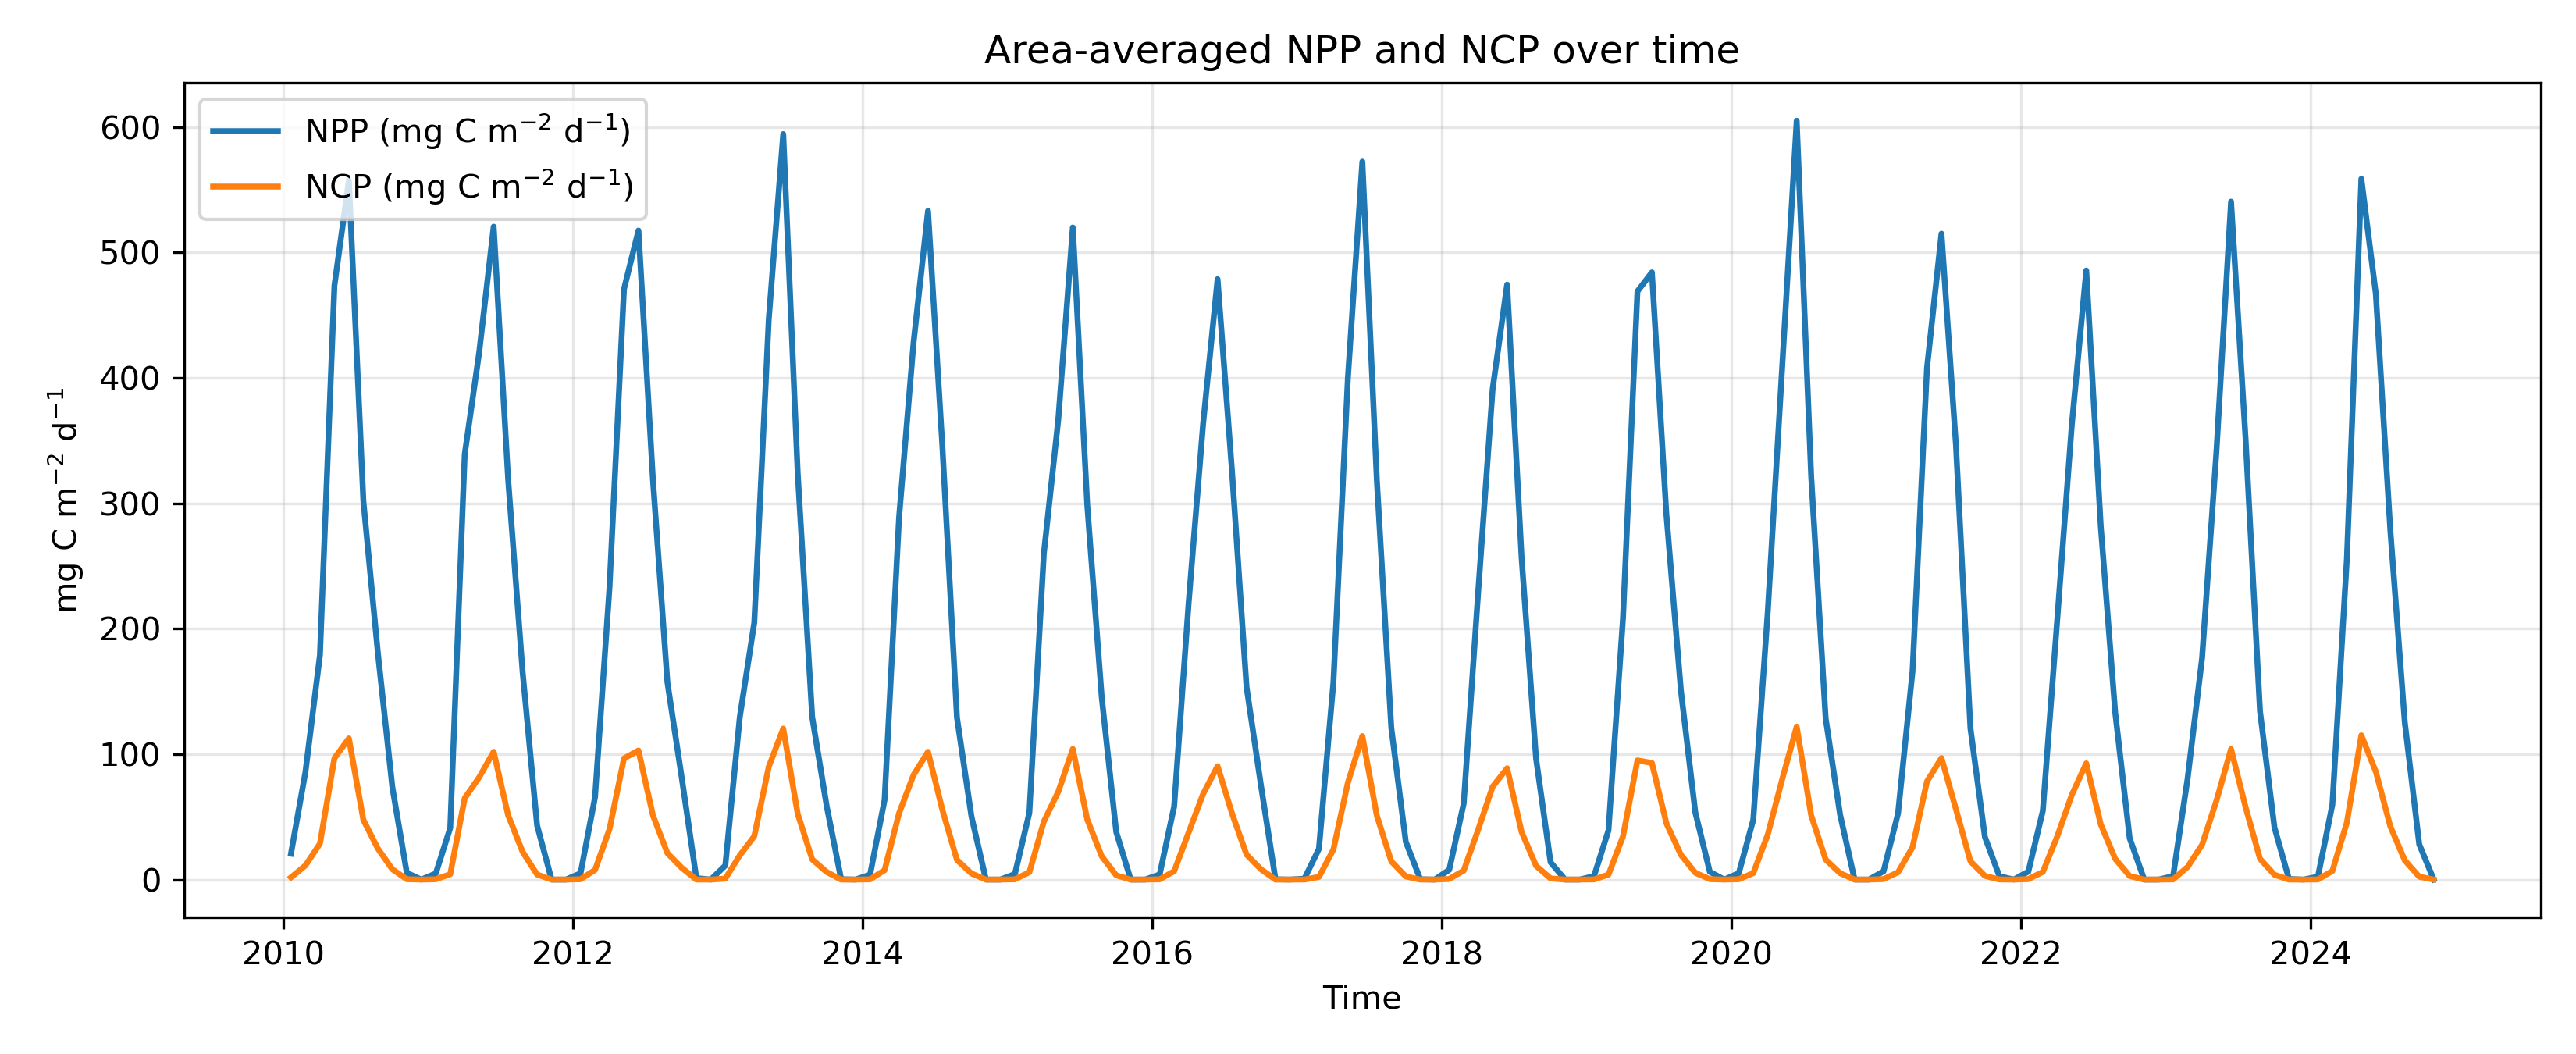 Area-averaged NPP and NCP over time
NPP (mg C m⁻² d⁻¹)
NCP (mg C m⁻² d⁻¹)
600
500
400
300
200
100
0
mg C m⁻² d⁻¹
2010 2012 2014 2016 2018 2020 2022 2024
Time